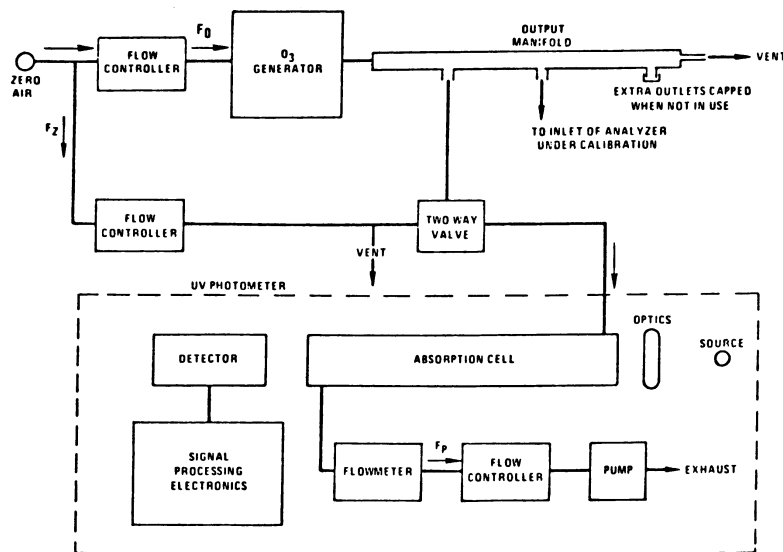 ZERO
AIR
FLOW
CONTROLLER
FO
O3
GENERATOR
OUTPUT
MANIFOLD
VENT
EXTRA OUTLETS CAPPED
WHEN NOT IN USE
TO INLET OF ANALYZER
UNDER CALIBRATION
FZ
FLOW
CONTROLLER
VENT
TWO WAY
VALVE
UV PHOTOMETER
OPTICS
SOURCE
DETECTOR
ABSORPTION CELL
SIGNAL
PROCESSING
ELECTRONICS
FLOWMETER
FP
FLOW
CONTROLLER
PUMP
EXHAUST